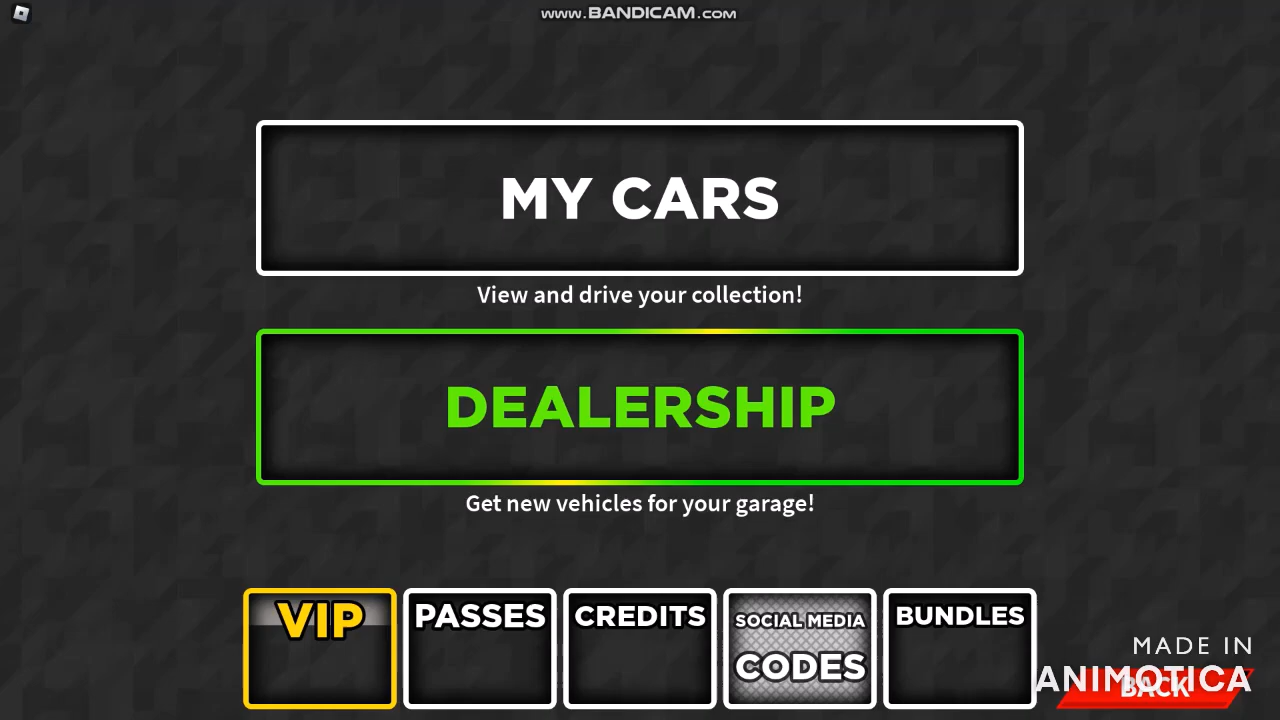 www.BANDICAM.com
MY CARS
View and drive your collection!
DEALERSHIP
Get new vehicles for your garage!
VIP
PASSES
CREDITS
SOCIAL MEDIA
CODES
BUNDLES
MADE IN
ANIMOTICA
BACK